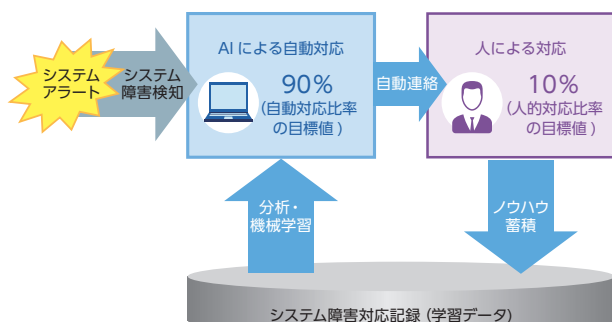 システム
アラート
システム
障害検知
AIによる自動対応
90%
(自動対応比率
の目標値)
自動連絡
人による対応
10%
(人的対応比率
の目標値)
分析・
機械学習
ノウハウ
蓄積
システム障害対応記録(学習データ)